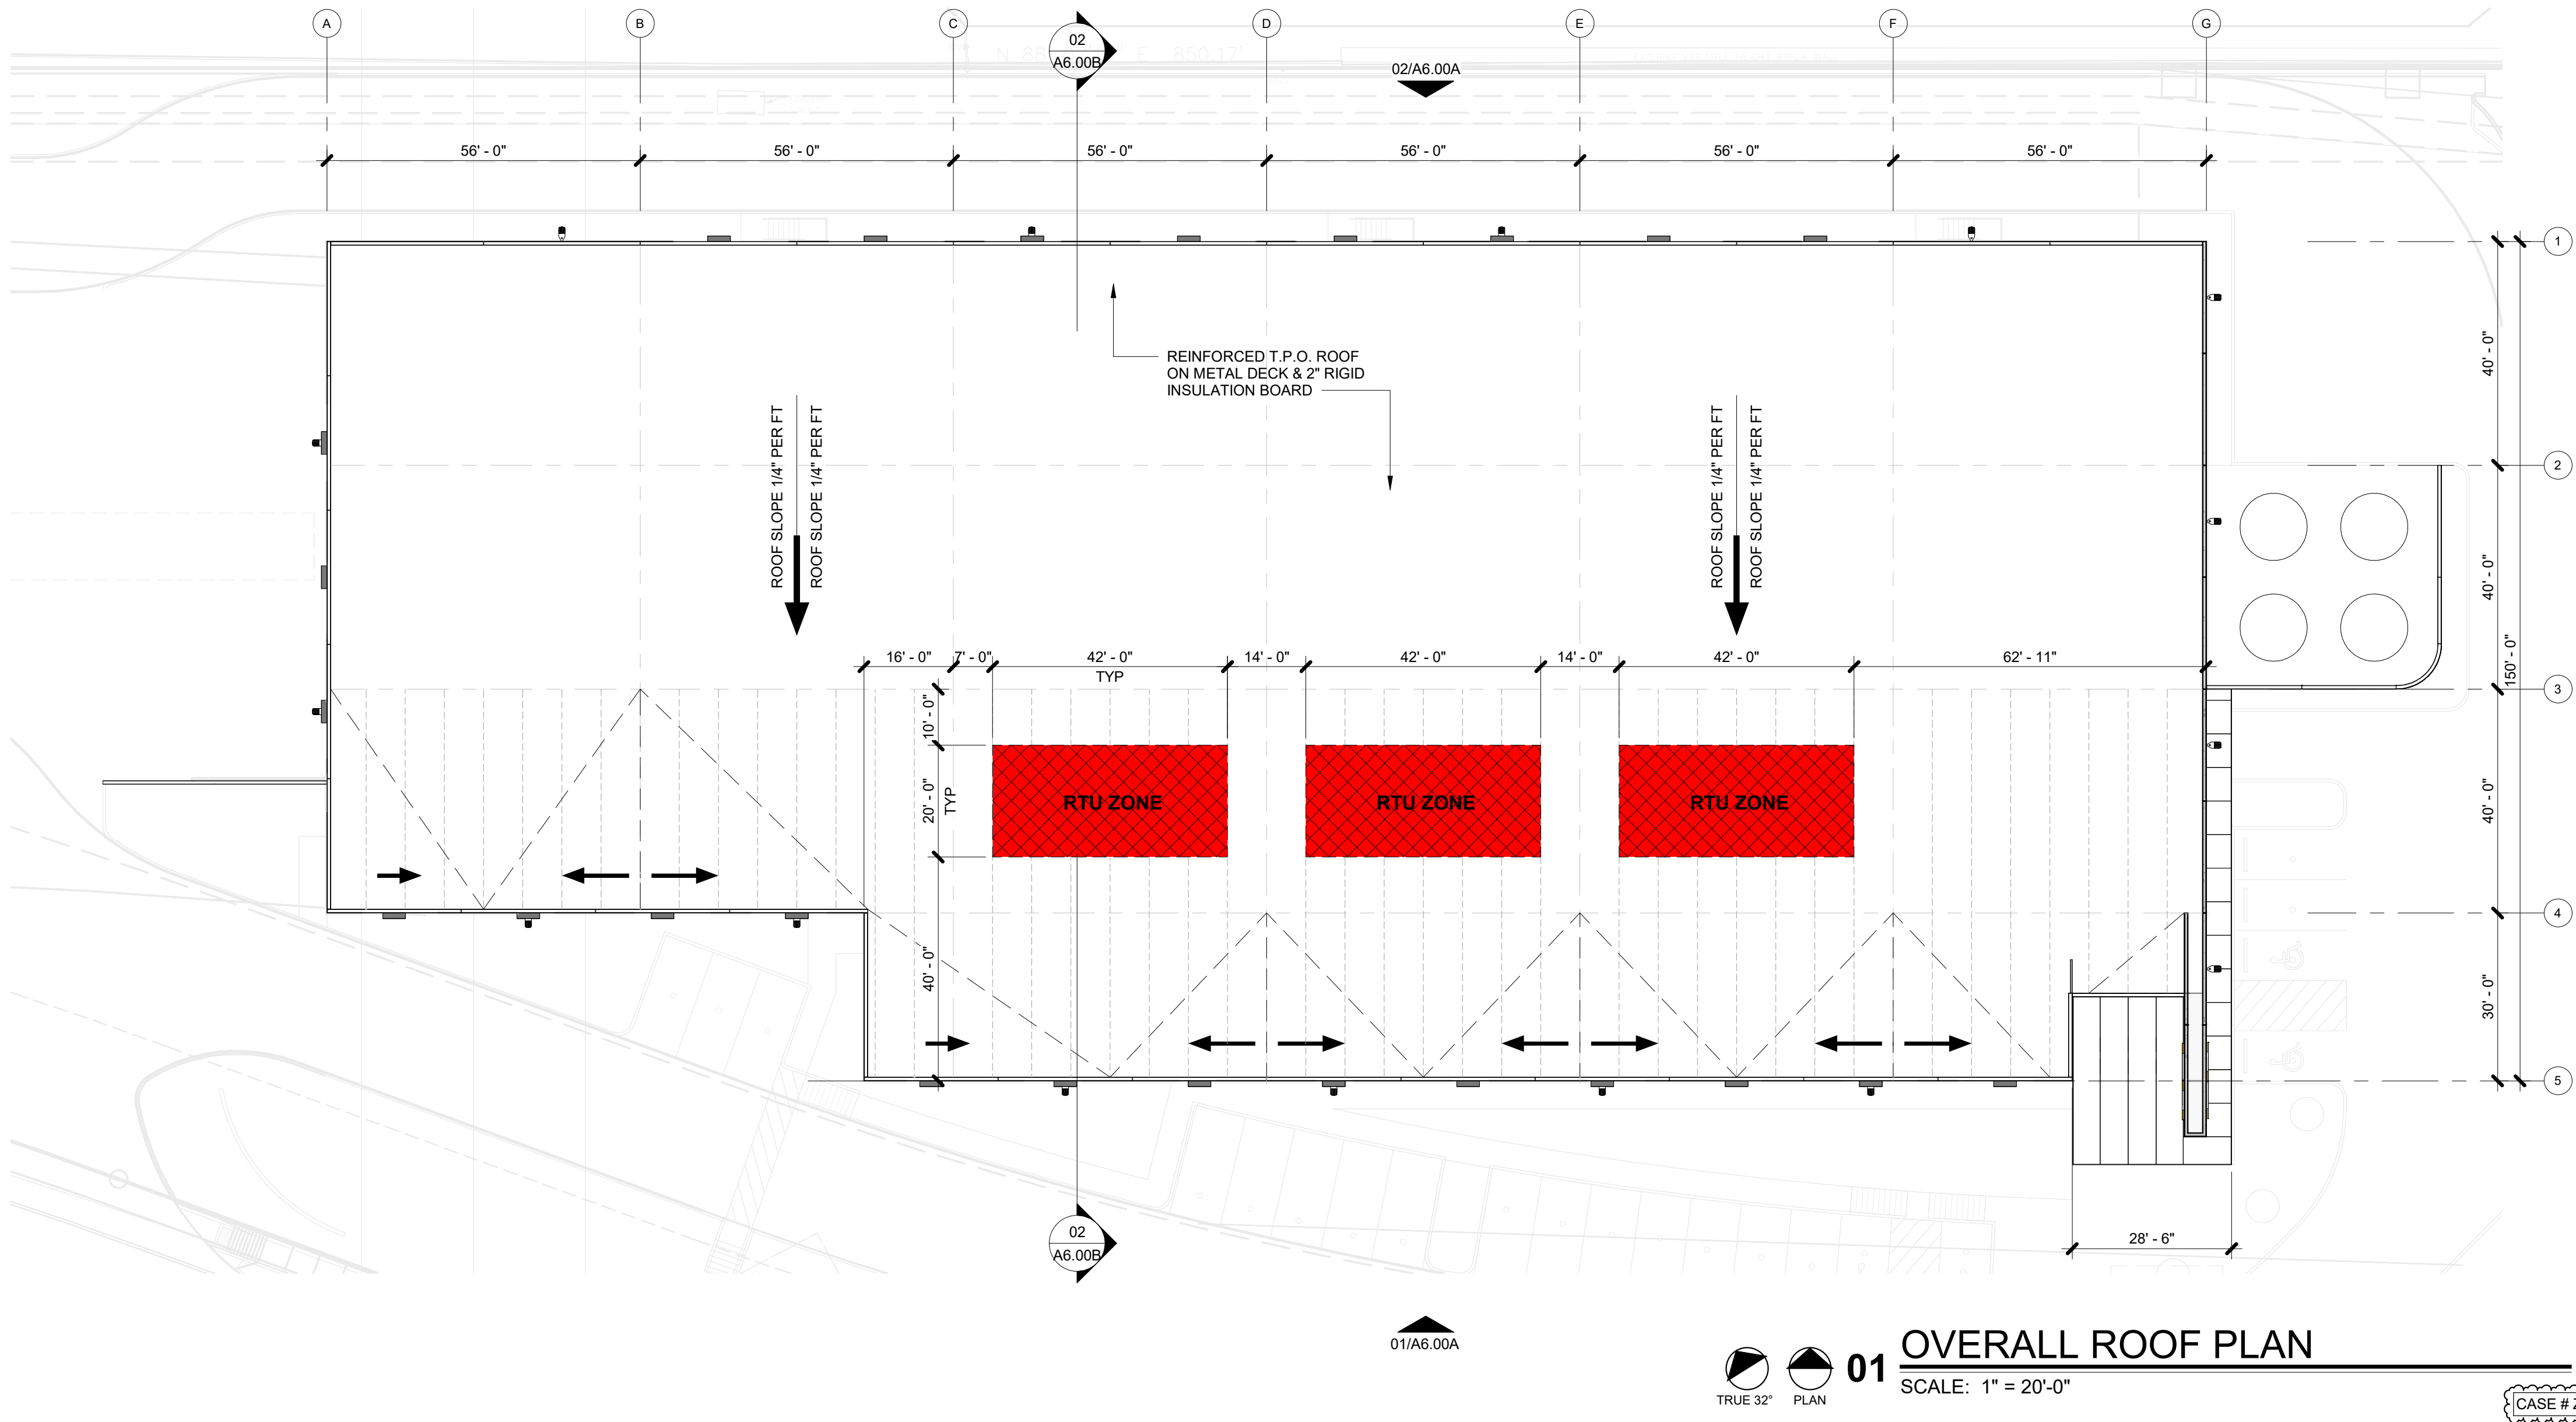 A B C D E F G
02
A6.00B
N 88 E 850.17'
02/A6.00A
56' - 0" 56' - 0" 56' - 0" 56' - 0" 56' - 0" 56' - 0"
1
REINFORCED T.P.O. ROOF
ON METAL DECK & 2" RIGID
INSULATION BOARD
40' - 0"
ROOF SLOPE 1/4" PER FT
ROOF SLOPE 1/4" PER FT
ROOF SLOPE 1/4" PER FT
ROOF SLOPE 1/4" PER FT
2
40' - 0"
150' - 0"
16' - 0" 7' - 0" 42' - 0" 14' - 0" 42' - 0" 14' - 0" 42' - 0" 62' - 11"
TYP
3
10' - 0"
20' - 0"
TYP
RTU ZONE RTU ZONE RTU ZONE
40' - 0"
4
40' - 0"
30' - 0"
5
02
A6.00B
28' - 6"
01/A6.00A
TRUE 32°
PLAN
01
OVERALL ROOF PLAN
SCALE: 1" = 20'-0"
CASE #